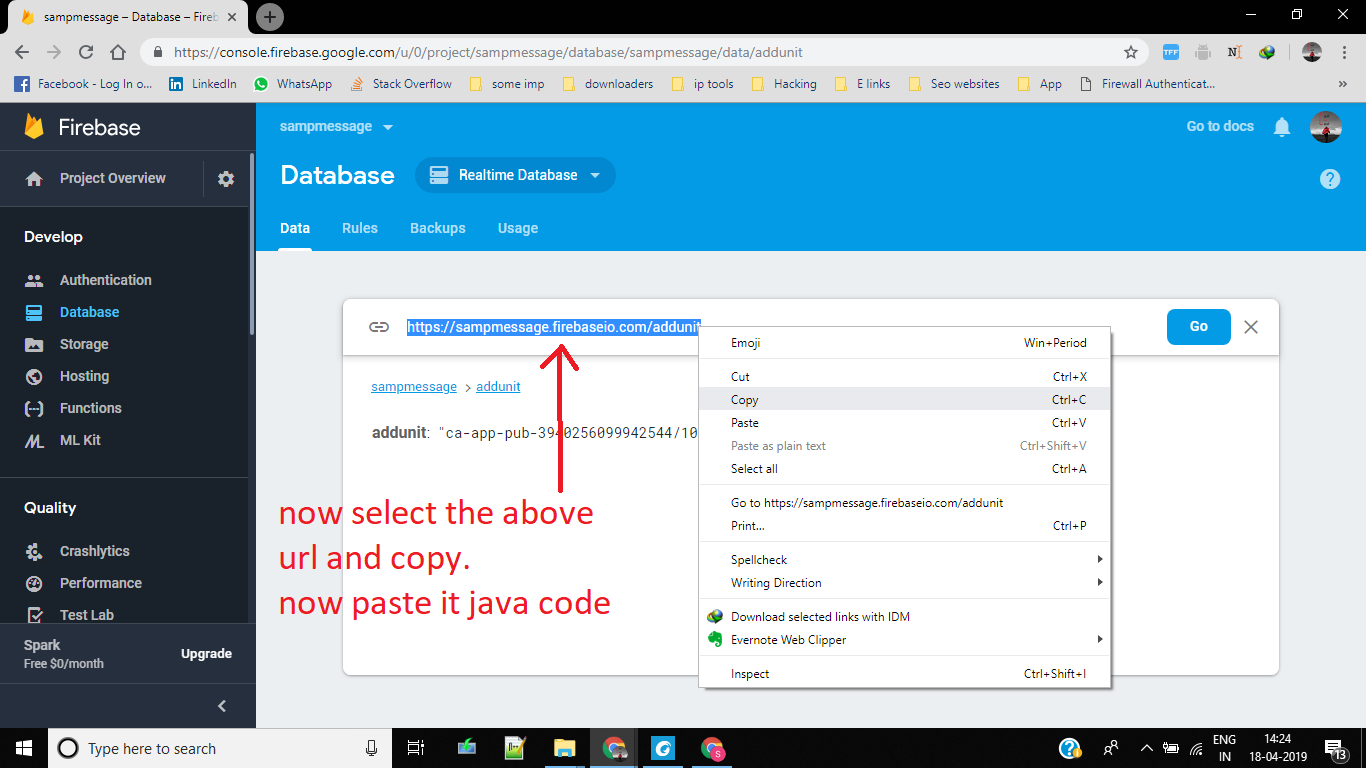 sampmessage – Database – Fireb
https://console.firebase.google.com/u/0/project/sampmessage/database/sampmessage/data/addunit
Facebook - Log In o...
LinkedIn
WhatsApp
Stack Overflow
some imp
downloaders
ip tools
Hacking
E links
Seo websites
App
Firewall Authenticat...
Firebase
sampmessage
Go to docs
Project Overview
Database
Realtime Database
Data
Rules
Backups
Usage
Develop
Authentication
Database
Storage
Hosting
Functions
ML Kit
Quality
Crashlytics
Performance
Test Lab
Spark
Free $0/month
Upgrade
https://sampmessage.firebaseio.com/addunit
Go
sampmessage > addunit
addunit: "ca-app-pub-3940256099942544/10
now select the above
url and copy.
now paste it java code
Emoji Win+Period
Cut Ctrl+X
Copy Ctrl+C
Paste Ctrl+V
Paste as plain text Ctrl+Shift+V
Select all Ctrl+A
Go to https://sampmessage.firebaseio.com/addunit
Print... Ctrl+P
Spellcheck
Writing Direction
Download selected links with IDM
Evernote Web Clipper
Inspect Ctrl+Shift+I
Type here to search
ENG
IN
14:24
18-04-2019
13